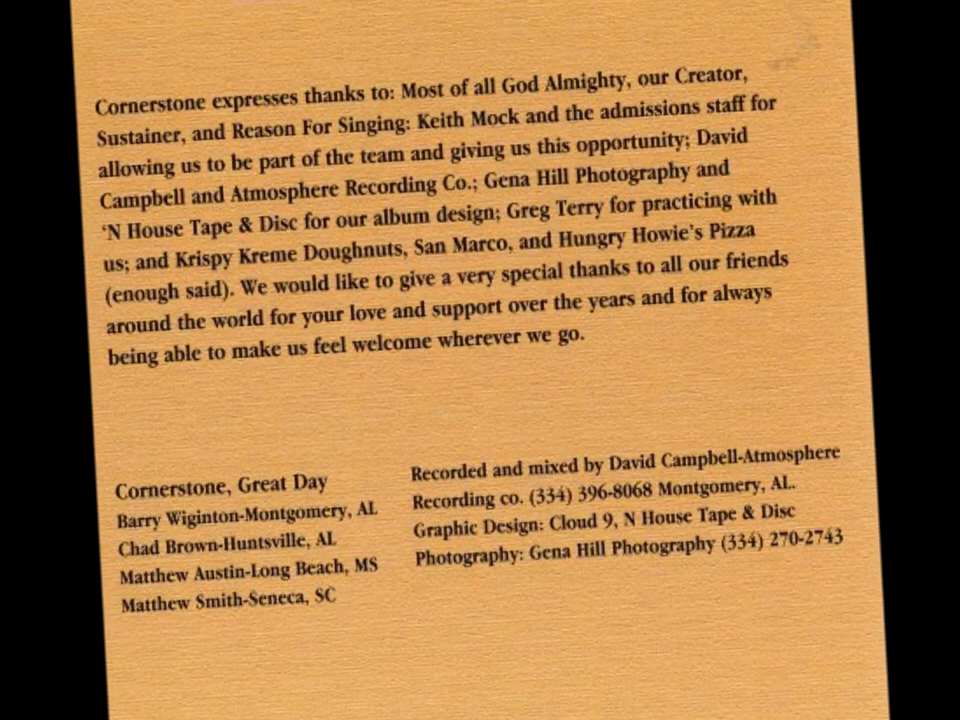 Cornerstone expresses thanks to: Most of all God Almighty, our Creator,
Sustainer, and Reason For Singing: Keith Mock and the admissions staff for
allowing us to be part of the team and giving us this opportunity; David
Campbell and Atmosphere Recording Co.; Gena Hill Photography and
'N House Tape & Disc for our album design; Greg Terry for practicing with
us; and Krispy Kreme Doughnuts, San Marco, and Hungry Howie's Pizza
(enough said). We would like to give a very special thanks to all our friends
around the world for your love and support over the years and for always
being able to make us feel welcome wherever we go.
Cornerstone, Great Day
Barry Wiginton-Montgomery, AL
Chad Brown-Huntsville, AL
Matthew Austin-Long Beach, MS
Matthew Smith-Seneca, SC
Recorded and mixed by David Campbell-Atmosphere
Recording co. (334) 396-8068 Montgomery, AL.
Graphic Design: Cloud 9, N House Tape & Disc
Photography: Gena Hill Photography (334) 270-2743